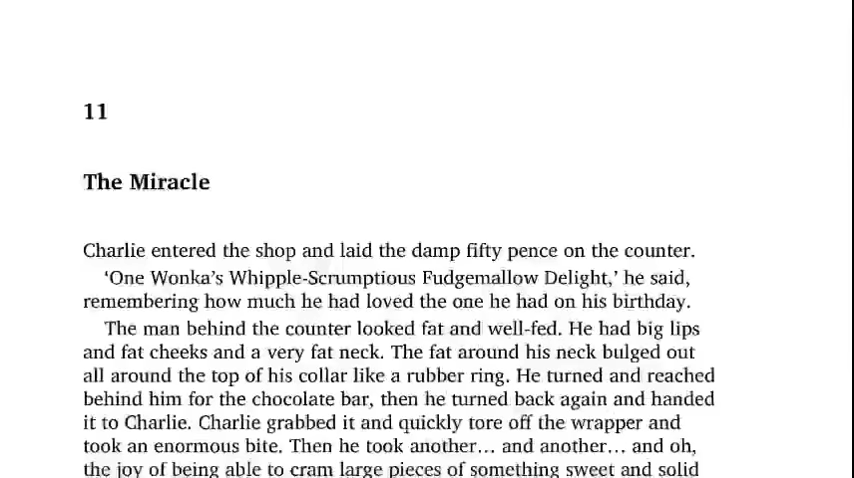 11
The Miracle
Charlie entered the shop and laid the damp fifty pence on the counter.
‘One Wonka’s Whipple-Scrumptious Fudgemallow Delight,’ he said,
remembering how much he had loved the one he had on his birthday.
The man behind the counter looked fat and well-fed. He had big lips
and fat cheeks and a very fat neck. The fat around his neck bulged out
all around the top of his collar like a rubber ring. He turned and reached
behind him for the chocolate bar, then he turned back again and handed
it to Charlie. Charlie grabbed it and quickly tore off the wrapper and
took an enormous bite. Then he took another… and another… and oh,
the joy of being able to cram large pieces of something sweet and solid